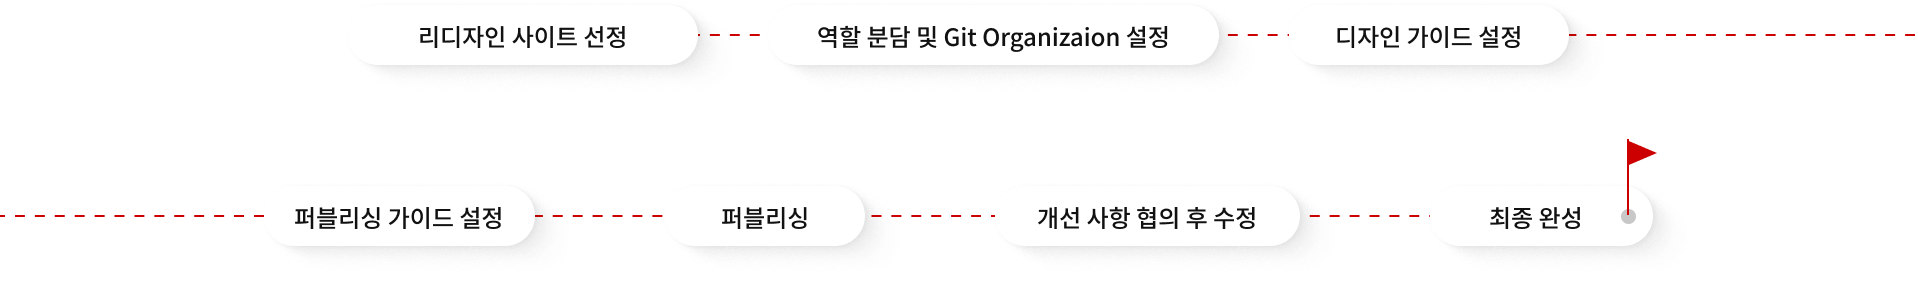 리디자인 사이트 선정
역할 분담 및 Git Organizaion 설정
디자인 가이드 설정
퍼블리싱 가이드 설정
퍼블리싱
개선 사항 협의 후 수정
최종 완성